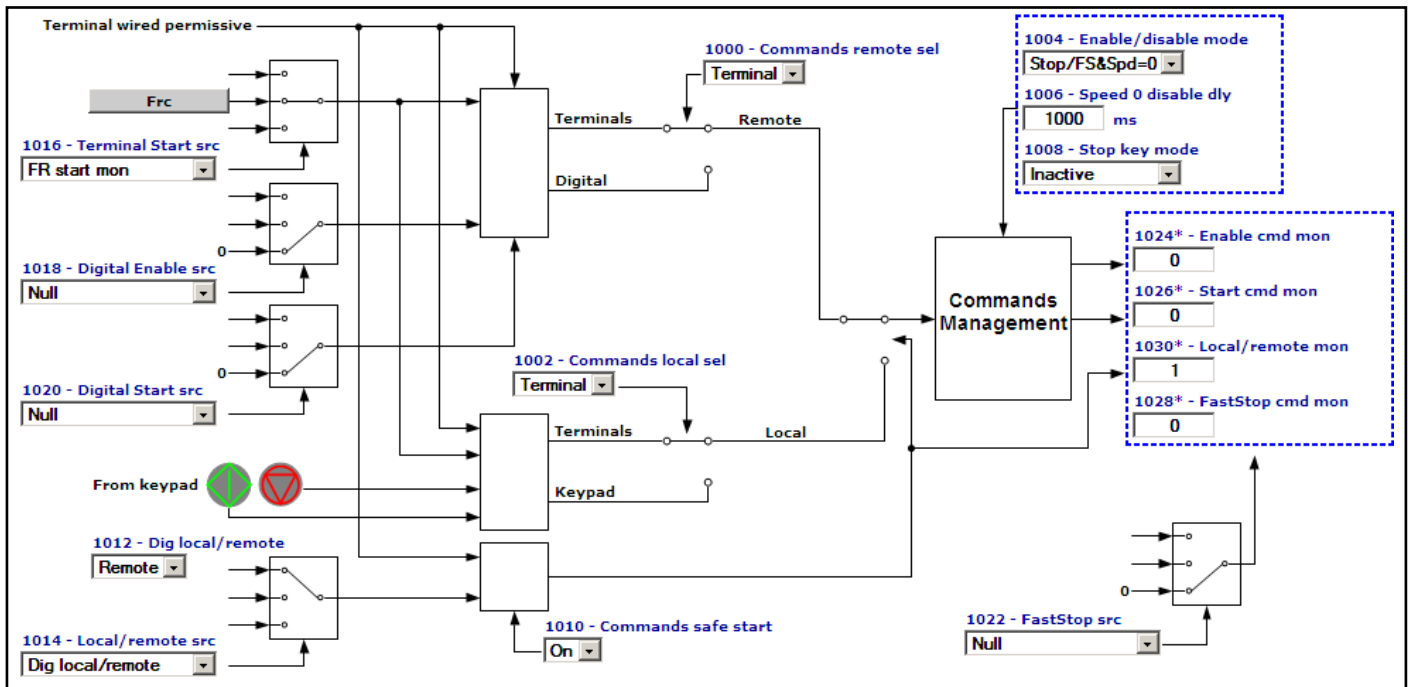 Terminal wired permissive
Frc
1016 - Terminal Start src
FR start mon
0
1018 - Digital Enable src
Null
0
1020 - Digital Start src
Null
From keypad
1012 - Dig local/remote
Remote
1014 - Local/remote src
Dig local/remote
1000 - Commands remote sel
Terminal
Terminals
Remote
Digital
1002 - Commands local sel
Terminal
Terminals
Local
Keypad
1010 - Commands safe start
On
1004 - Enable/disable mode
Stop/FS&Spd=0
1006 - Speed 0 disable dly
1000 ms
1008 - Stop key mode
Inactive
Commands
Management
1024* - Enable cmd mon
0
1026* - Start cmd mon
0
1030* - Local/remote mon
1
1028* - FastStop cmd mon
0
0
1022 - FastStop src
Null